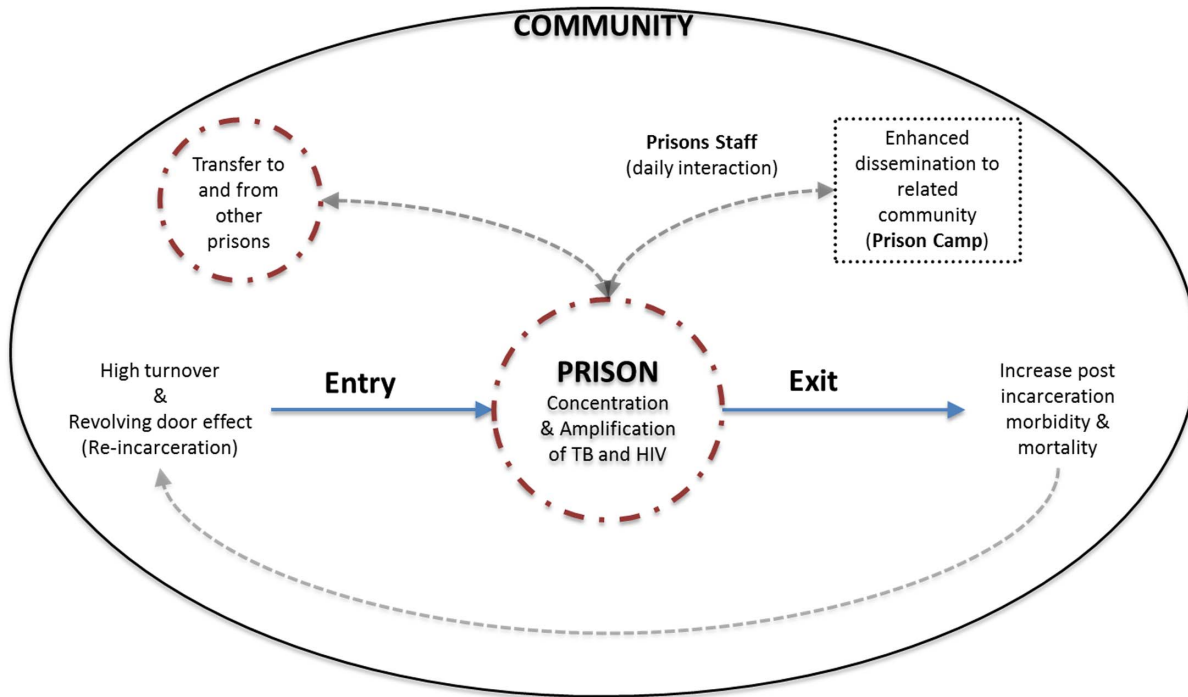 COMMUNITY
Transfer to
and from
other
prisons
Prisons Staff
(daily interaction)
Enhanced
dissemination to
related
community
(Prison Camp)
High turnover
&
Revolving door effect
(Re-incarceration)
Entry
PRISON
Concentration
& Amplification
of TB and HIV
Exit
Increase post
incarceration
morbidity &
mortality